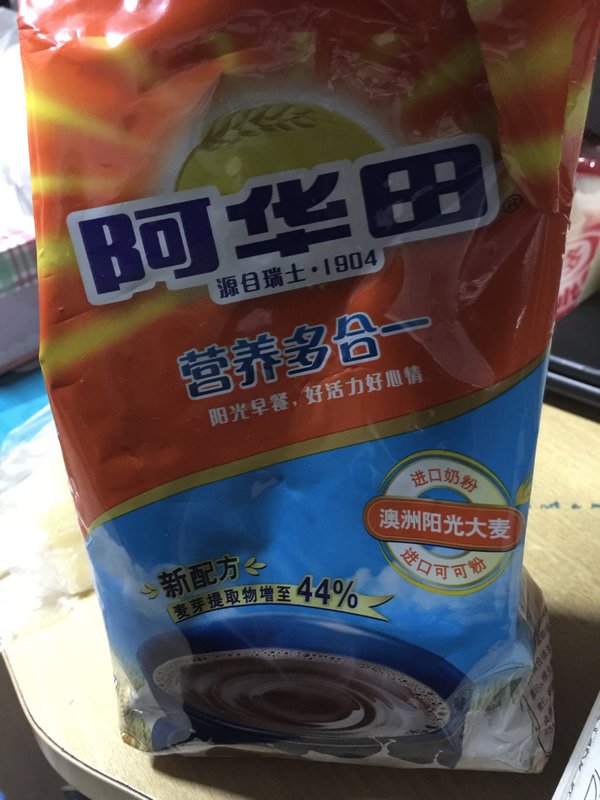 阿华田®
源自瑞士·1904
营养多合一
阳光早餐，好活力好心情
进口奶粉
澳洲阳光大麦
进口可可粉
新配方
麦芽提取物增至44%